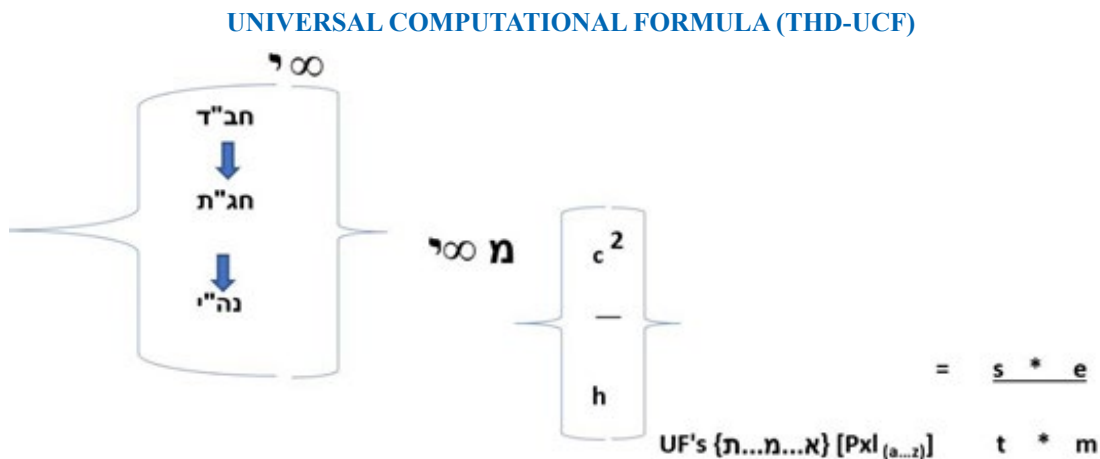 UNIVERSAL COMPUTATIONAL FORMULA (THD-UCF)
∞ י
חב"ד
חג"ת
נה"י
מ ∞י
c 2
—
h
= s * e
UF's {א...מ...ת} [Pxl (a...z)] t * m